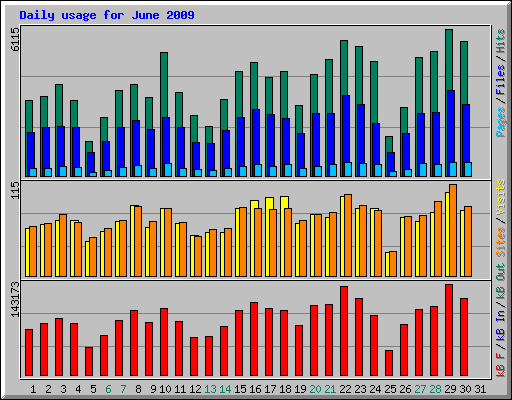 Daily usage for June 2009
6115
Pages / Files / Hits
115
Sites / Visits
143173
kB F / kB In / kB Out
1 2 3 4 5 6 7 8 9 10 11 12 13 14 15 16 17 18 19 20 21 22 23 24 25 26 27 28 29 30 31